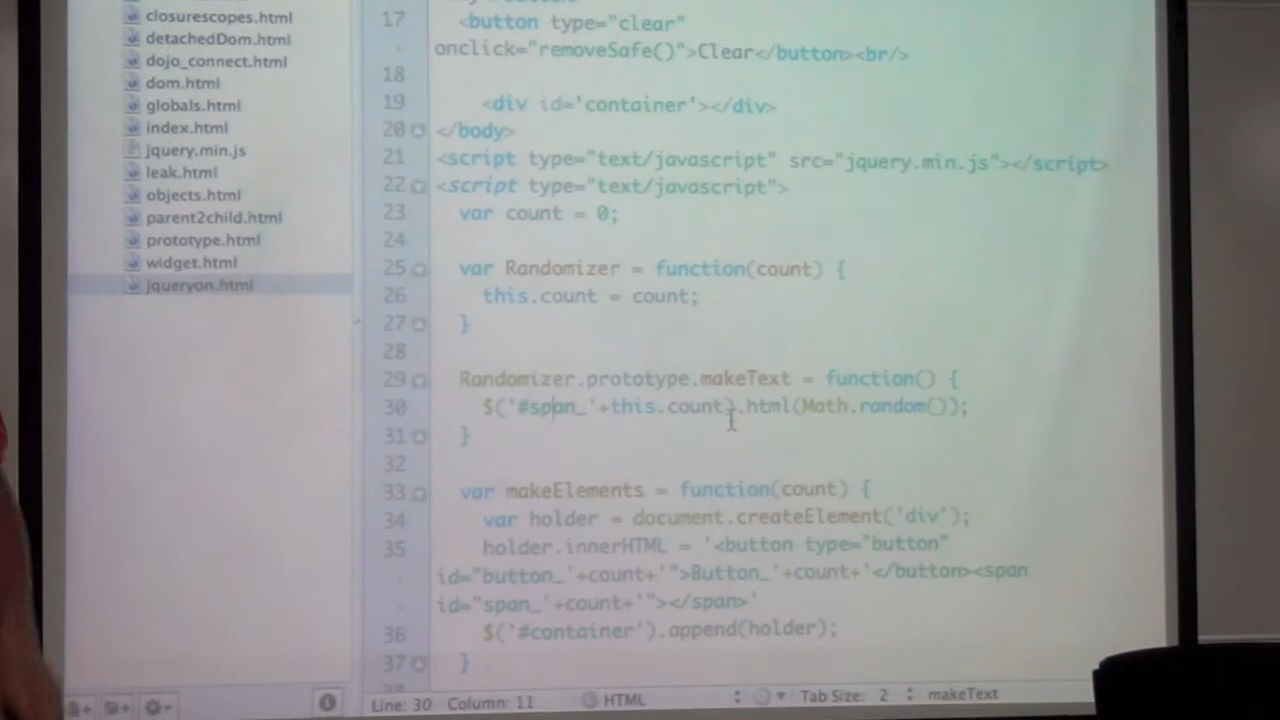 closurescopes.html
detachedDom.html
dojo_connect.html
dom.html
globals.html
index.html
jquery.min.js
leak.html
objects.html
parent2child.html
prototype.html
widget.html
jqueryon.html
17 <button type="clear"
onclick="removeSafe()">Clear</button><br/>
18
19 <div id='container'></div>
20 </body>
21 <script type="text/javascript" src="jquery.min.js"></script>
22 <script type="text/javascript">
23 var count = 0;
24
25 var Randomizer = function(count) {
26 this.count = count;
27 }
28
29 Randomizer.prototype.makeText = function() {
30 $('#span_'+this.count).html(Math.random());
31 }
32
33 var makeElements = function(count) {
34 var holder = document.createElement('div');
35 holder.innerHTML = '<button type="button"
id="button_'+count+'">Button_'+count+'</button><span
id="span_'+count+'"></span>'
36 $('#container').append(holder);
37 }
Line: 30 Column: 11 HTML Tab Size: 2 makeText